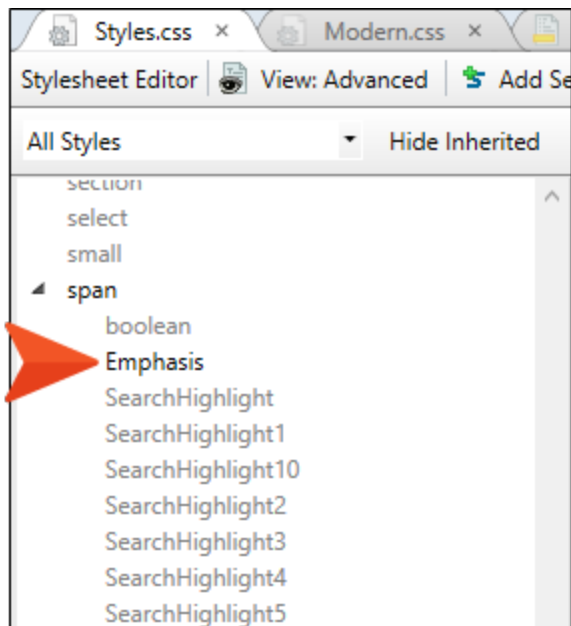 Styles.css × Modern.css ×
Stylesheet Editor View: Advanced Add Se
All Styles Hide Inherited
section
select
small
span
boolean
Emphasis
SearchHighlight
SearchHighlight1
SearchHighlight10
SearchHighlight2
SearchHighlight3
SearchHighlight4
SearchHighlight5